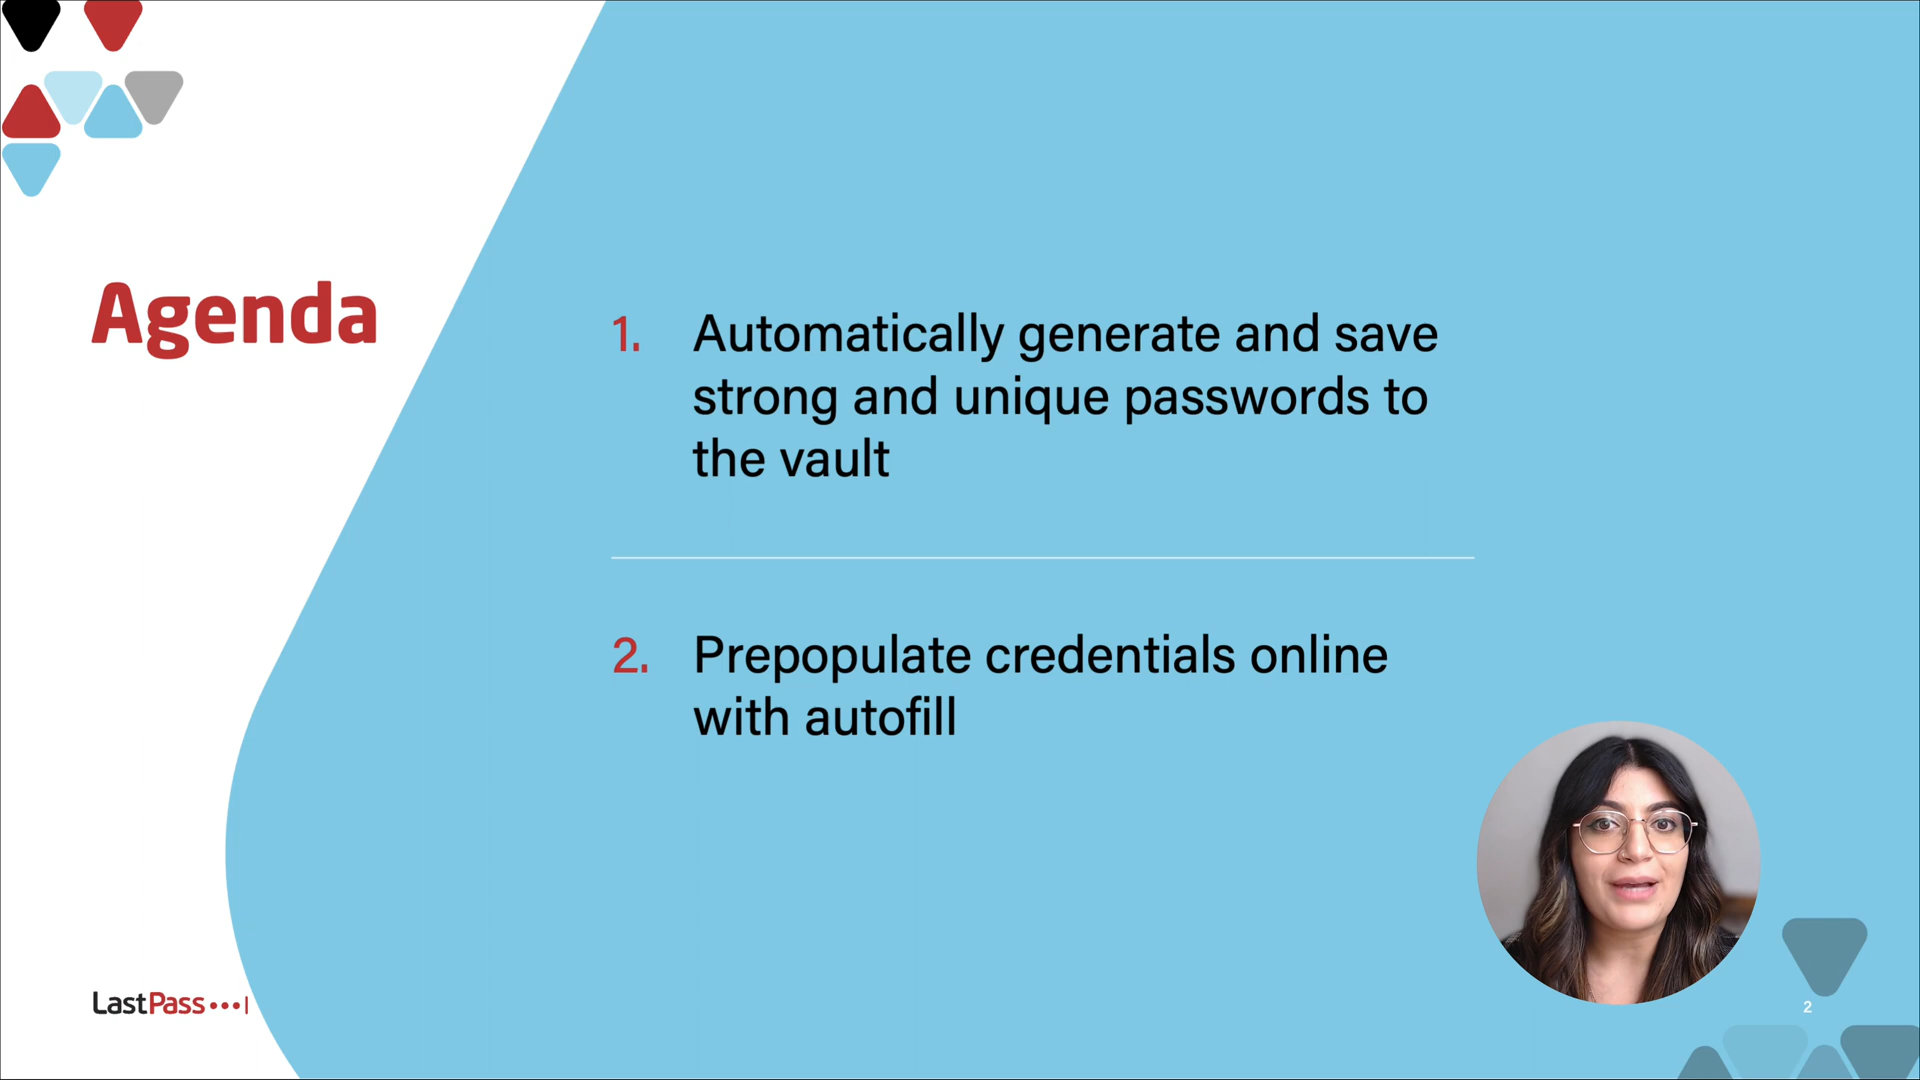 Agenda
1. Automatically generate and save
strong and unique passwords to
the vault
2. Prepopulate credentials online
with autofill
LastPass
2